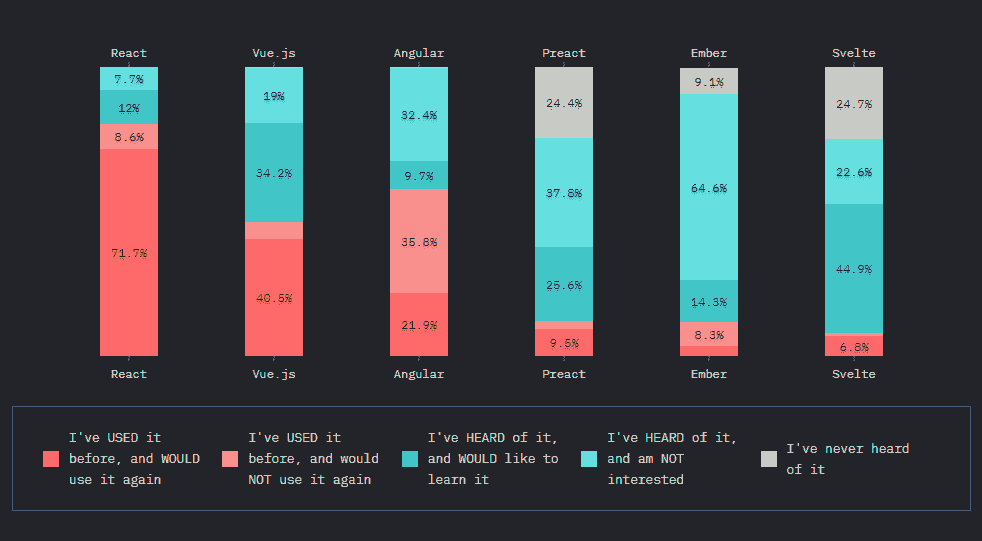 React Vue.js Angular Preact Ember Svelte
7.7% 19% 32.4% 24.4% 9.1% 24.7%
12% 34.2% 9.7% 37.8% 64.6% 22.6%
8.6% 40.5% 35.8% 25.6% 14.3% 44.9%
71.7% 21.9% 9.5% 8.3% 6.8%
React Vue.js Angular Preact Ember Svelte
I've USED it
before, and WOULD
use it again
I've USED it
before, and would
NOT use it again
I've HEARD of it,
and WOULD like to
learn it
I've HEARD of it,
and am NOT
interested
I've never heard
of it